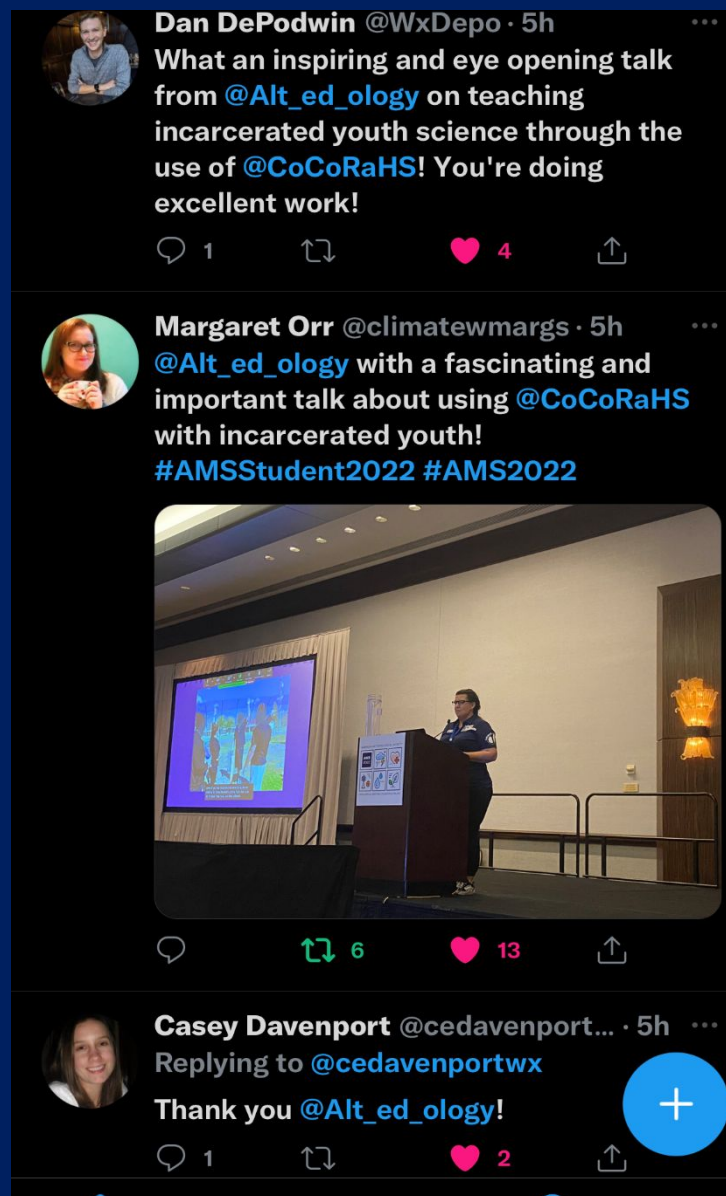 Dan DePodwin @WxDepo · 5h
What an inspiring and eye opening talk
from @Alt_ed_ology on teaching
incarcerated youth science through the
use of @CoCoRaHS! You're doing
excellent work!
1 4
Margaret Orr @climatewmargs · 5h
@Alt_ed_ology with a fascinating and
important talk about using @CoCoRaHS
with incarcerated youth!
#AMSStudent2022 #AMS2022
6 13
Casey Davenport @cedavenport... · 5h
Replying to @cedavenportwx
Thank you @Alt_ed_ology!
1 2